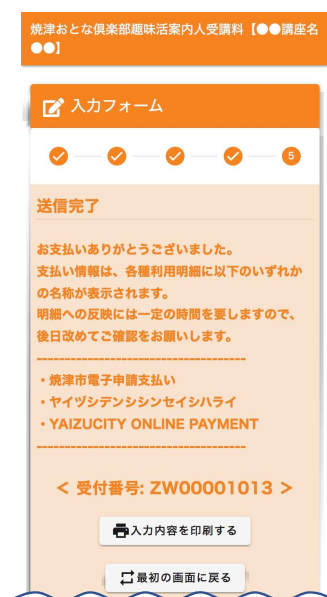 焼津おとな倶楽部趣味活案内人受講料【●●講座名
●●】
入力フォーム
5
送信完了
お支払いありがとうございました。
支払い情報は、各種利用明細に以下のいずれか
の名称が表示されます。
明細への反映には一定の時間を要しますので、
後日改めてご確認をお願いします。
-------------------------------------
・焼津市電子申請支払い
・ヤイヅシデンシシンセイシハライ
・YAIZUCITY ONLINE PAYMENT
-------------------------------------
< 受付番号: ZW00001013 >
入力内容を印刷する
最初の画面に戻る